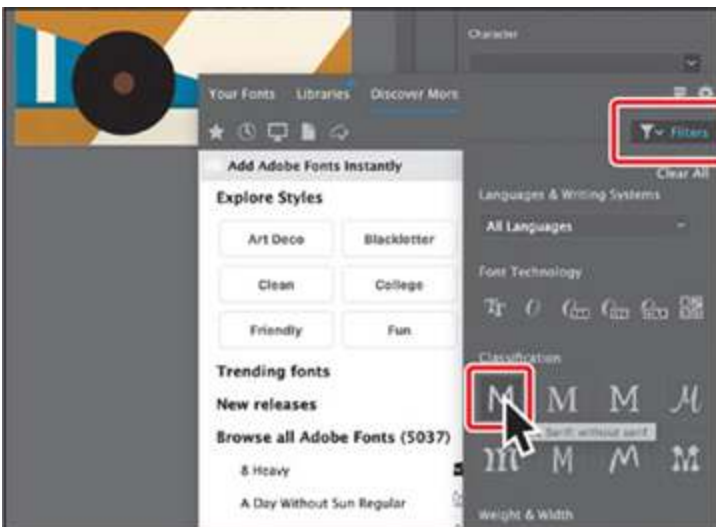 Character
Your Fonts Libraries Discover More
Filters
Clear All
Add Adobe Fonts Instantly
Explore Styles
Art Deco Blackletter
Clean College
Friendly Fun
Trending fonts
New releases
Browse all Adobe Fonts (5037)
8 Heavy
A Day Without Sun Regular
Languages & Writing Systems
All Languages
Font Technology
Classification
Serif: without serif
Weight & Width